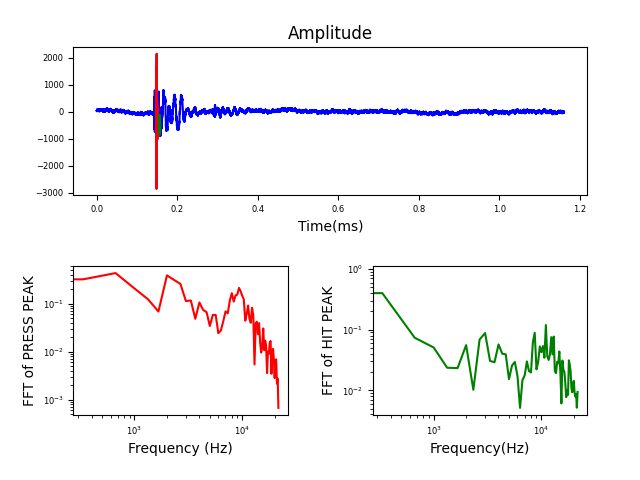 Amplitude
2000
1000
0
−1000
−2000
−3000
0.0 0.2 0.4 0.6 0.8 1.0 1.2
Time(ms)
FFT of PRESS PEAK
10⁻¹
10⁻²
10⁻³
10³ 10⁴
Frequency (Hz)
FFT of HIT PEAK
10⁰
10⁻¹
10⁻²
10³ 10⁴
Frequency(Hz)